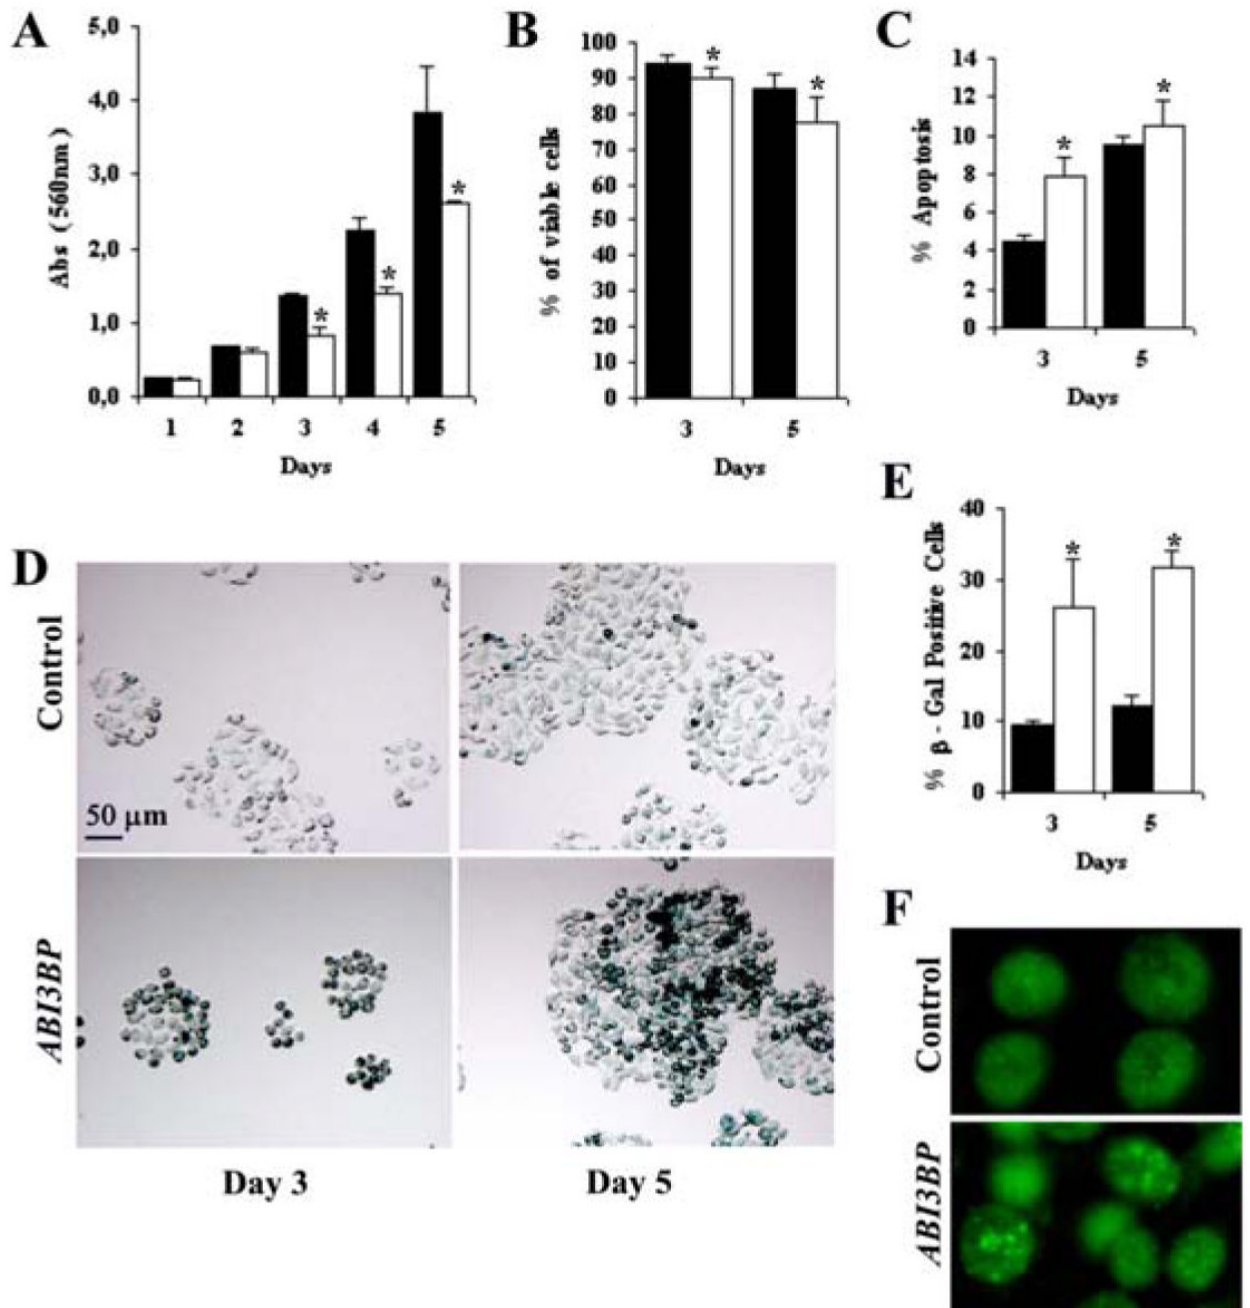 A
5,0
4,0
3,0
2,0
1,0
0,0
Abs (560nm)
*
*
*
1 2 3 4 5
Days
B
100
90
80
70
60
50
40
30
20
10
0
% of viable cells
*
*
3 5
Days
C
14
12
10
8
6
4
2
0
% Apoptosis
*
*
3 5
Days
D
Control
50 µm
ABI3BP
Day 3 Day 5
E
40
30
20
10
0
% β - Gal Positive Cells
*
*
3 5
Days
F
Control
ABI3BP